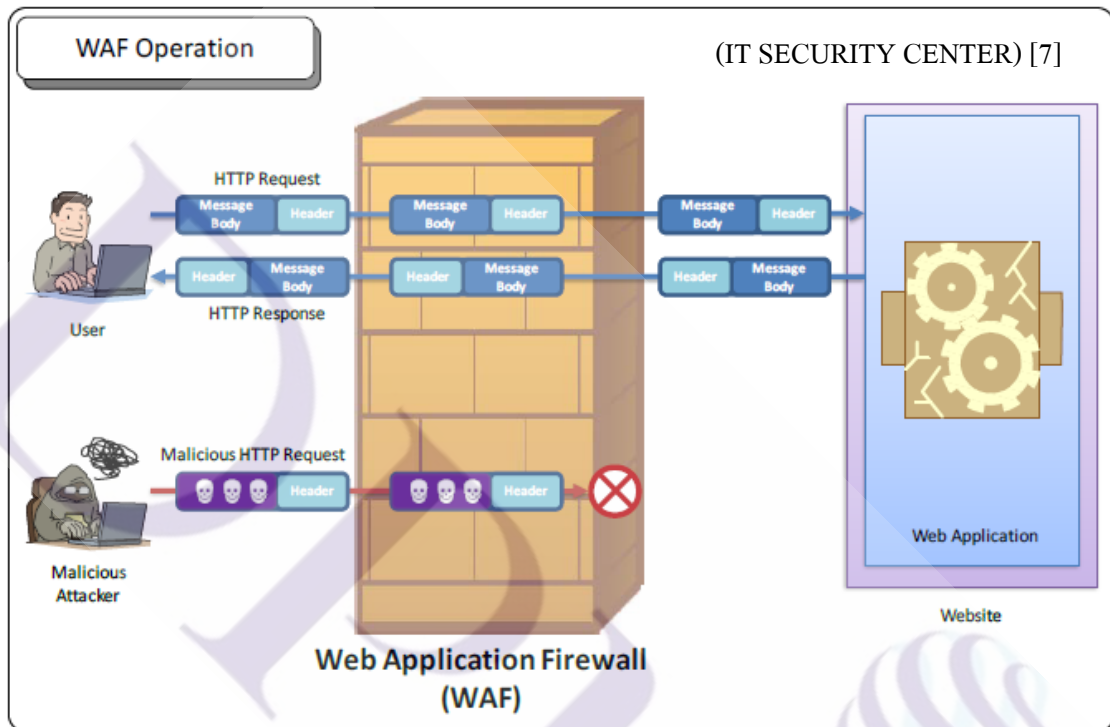 WAF Operation
(IT SECURITY CENTER) [7]
HTTP Request
Message
Body
Header
Message
Body
Header
Message
Body
Header
Header
Message
Body
Header
Message
Body
Header
Message
Body
HTTP Response
User
Malicious HTTP Request
Header
Header
Malicious
Attacker
Web Application
Website
Web Application Firewall
(WAF)